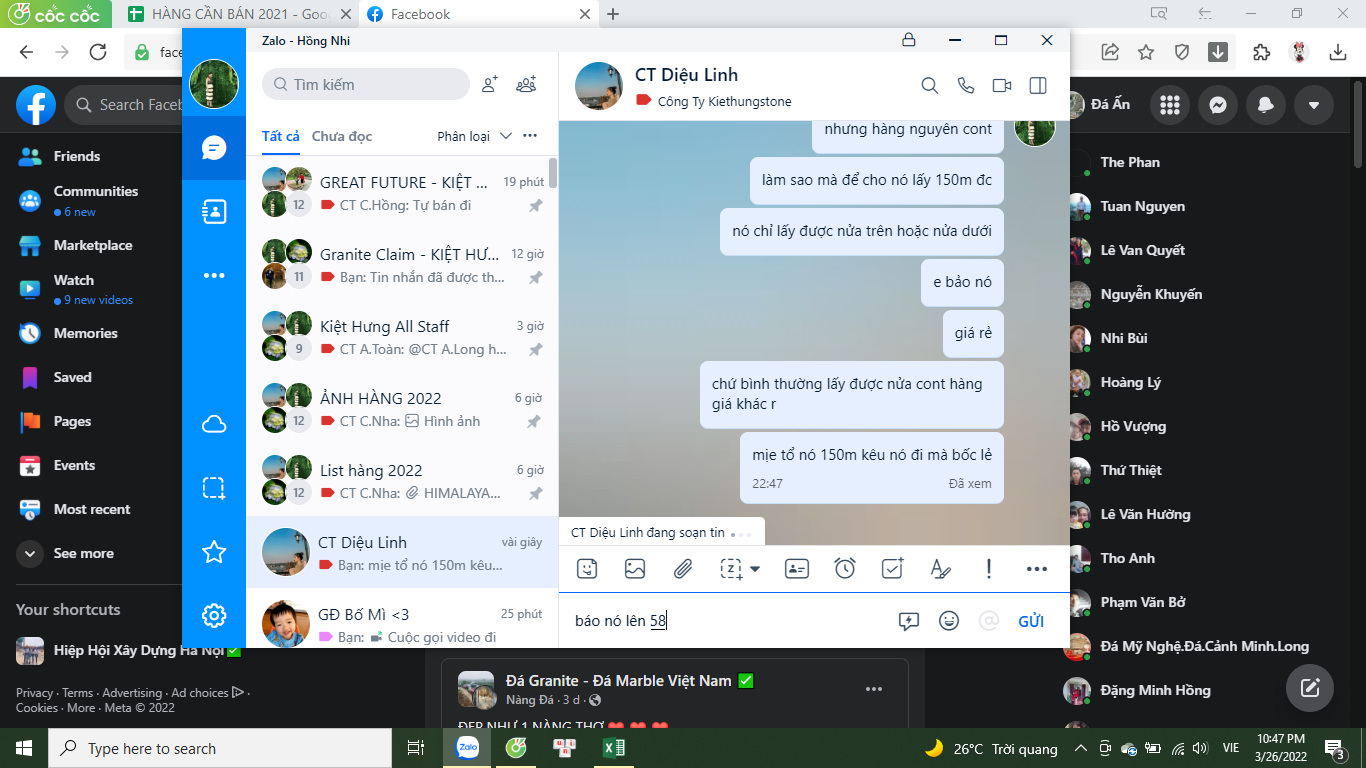 cốc cốc
HÀNG CẦN BÁN 2021 - Goo
Facebook
face
Search Faceb
Đá Ấn
Friends
Communities
6 new
Marketplace
Watch
9 new videos
Memories
Saved
Pages
Events
Most recent
See more
Your shortcuts
Hiệp Hội Xây Dựng Hà Nội
Privacy · Terms · Advertising · Ad choices ·
Cookies · More · Meta © 2022
Zalo - Hồng Nhi
Tìm kiếm
Tất cả
Chưa đọc
Phân loại
GREAT FUTURE - KIỆT ...
19 phút
12
CT C.Hồng: Tự bán đi
Granite Claim - KIỆT HƯ...
12 giờ
11
Bạn: Tin nhắn đã được th...
Kiệt Hưng All Staff
3 giờ
9
CT A.Toàn: @CT A.Long h...
ẢNH HÀNG 2022
6 giờ
12
CT C.Nha: Hình ảnh
List hàng 2022
6 giờ
12
CT C.Nha: HIMALAYA...
CT Diệu Linh
vài giây
Bạn: mịe tổ nó 150m kêu...
GĐ Bố Mì <3
25 phút
Bạn: Cuộc gọi video đi
CT Diệu Linh
Công Ty Kiethungstone
nhưng hàng nguyên cont
làm sao mà để cho nó lấy 150m đc
nó chỉ lấy được nửa trên hoặc nửa dưới
e bảo nó
giá rẻ
chứ bình thường lấy được nửa cont hàng
giá khác r
mịe tổ nó 150m kêu nó đi mà bốc lẻ
22:47
Đã xem
CT Diệu Linh đang soạn tin
báo nó lên 58
GỬI
Đá Granite - Đá Marble Việt Nam
Nàng Đá · 3 d ·
ĐẸP NHƯ 1 NÀNG THƠ
The Phan
Tuan Nguyen
Lê Van Quyết
Nguyễn Khuyến
Nhi Bùi
Hoàng Lý
Hồ Vượng
Thứ Thiệt
Lê Văn Hường
Tho Anh
Phạm Văn Bở
Đá Mỹ Nghệ.Đá.Cảnh Minh.Long
Đặng Minh Hồng
Type here to search
Zalo
26°C Trời quang
VIE
10:47 PM
3/26/2022
3